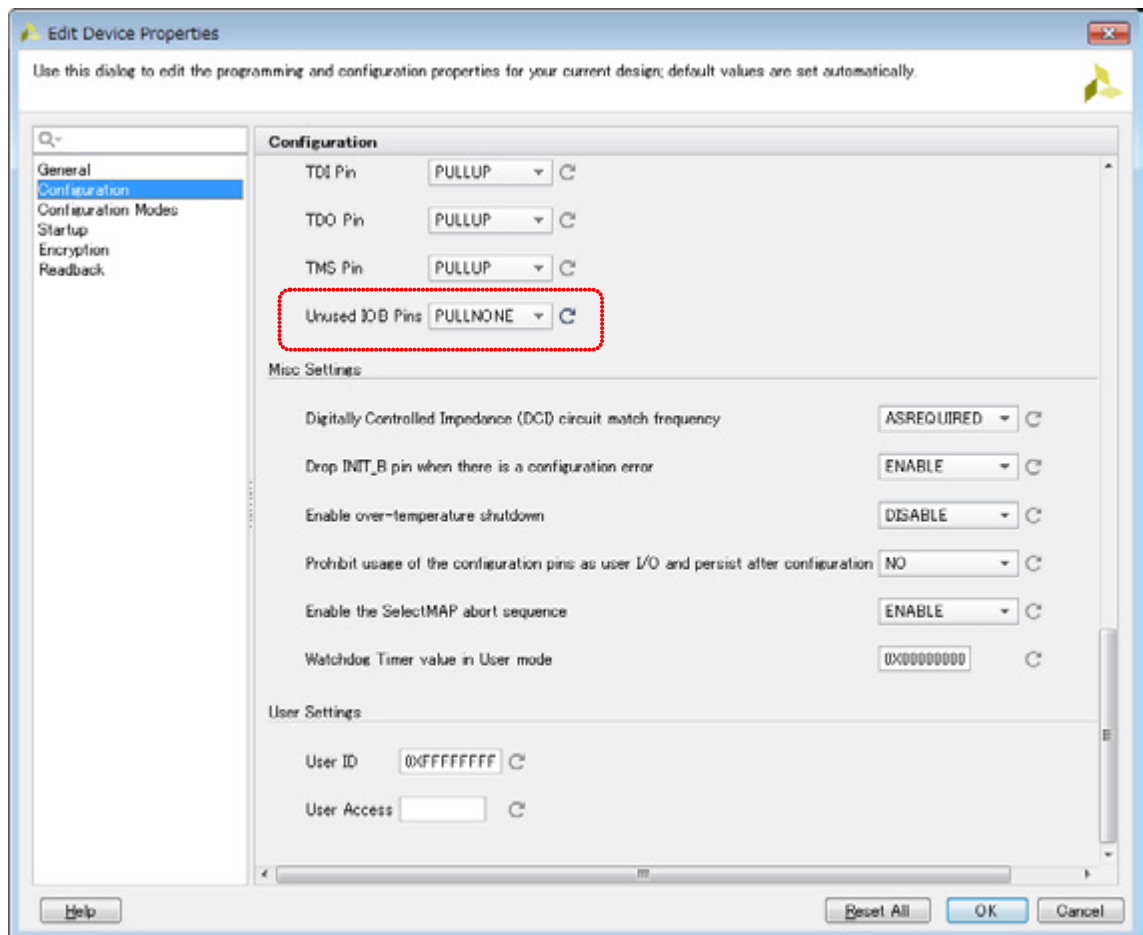 Edit Device Properties
Use this dialog to edit the programming and configuration properties for your current design; default values are set automatically.
General
Configuration
Configuration Modes
Startup
Encryption
Readback
Configuration
TDI Pin PULLUP
TDO Pin PULLUP
TMS Pin PULLUP
Unused IOB Pins PULLNONE
Misc Settings
Digitally Controlled Impedance (DCI) circuit match frequency ASREQUIRED
Drop INIT_B pin when there is a configuration error ENABLE
Enable over-temperature shutdown DISABLE
Prohibit usage of the configuration pins as user I/O and persist after configuration NO
Enable the SelectMAP abort sequence ENABLE
Watchdog Timer value in User mode 0X00000000
User Settings
User ID 0XFFFFFFFF
User Access
Help Reset All OK Cancel